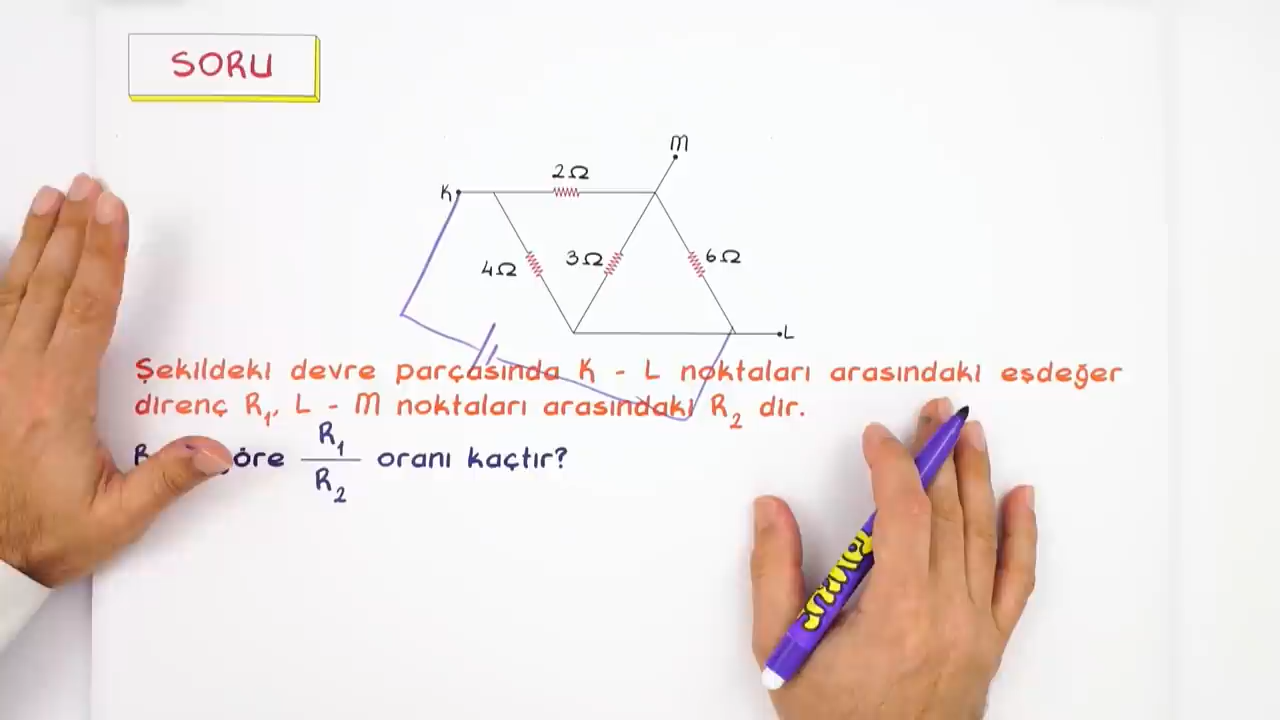 SORU
M
K
2Ω
4Ω
3Ω
6Ω
L
Şekildeki devre parçasında K - L noktaları arasındaki eşdeğer
direnç R₁, L - M noktaları arasındaki R₂ dir.
göre R₁ / R₂ oranı kaçtır?